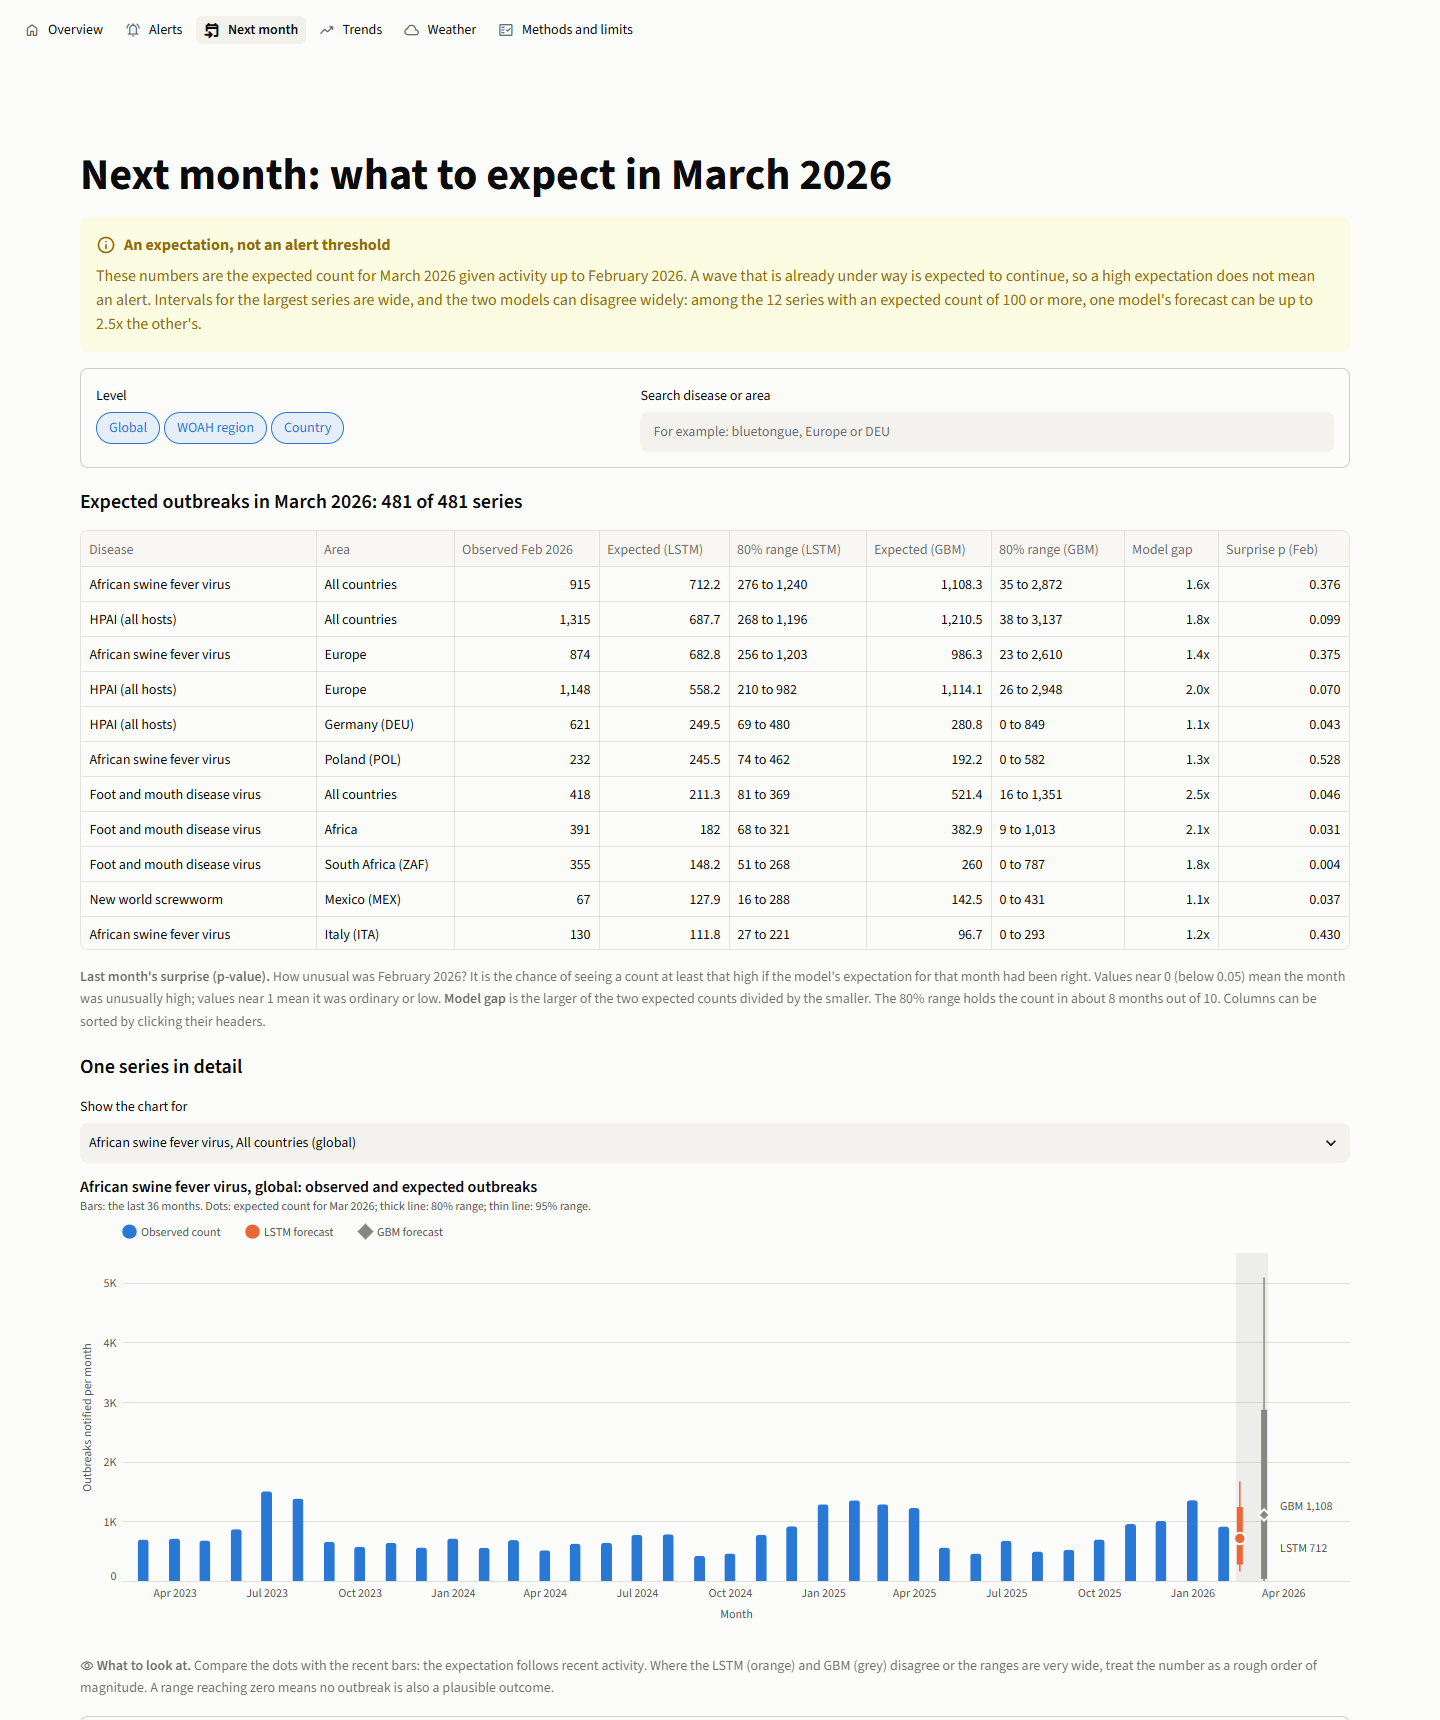 Overview Alerts Next month Trends Weather Methods and limits
Next month: what to expect in March 2026
An expectation, not an alert threshold
These numbers are the expected count for March 2026 given activity up to February 2026. A wave that is already under way is expected to continue, so a high expectation does not mean
an alert. Intervals for the largest series are wide, and the two models can disagree widely: among the 12 series with an expected count of 100 or more, one model's forecast can be up to
2.5x the other's.
Level
Global WOAH region Country
Search disease or area
For example: bluetongue, Europe or DEU
Expected outbreaks in March 2026: 481 of 481 series
Disease Area Observed Feb 2026 Expected (LSTM) 80% range (LSTM) Expected (GBM) 80% range (GBM) Model gap Surprise p (Feb)
African swine fever virus All countries 915 712.2 276 to 1,240 1,108.3 35 to 2,872 1.6x 0.376
HPAI (all hosts) All countries 1,315 687.7 268 to 1,196 1,210.5 38 to 3,137 1.8x 0.099
African swine fever virus Europe 874 682.8 256 to 1,203 986.3 23 to 2,610 1.4x 0.375
HPAI (all hosts) Europe 1,148 558.2 210 to 982 1,114.1 26 to 2,948 2.0x 0.070
HPAI (all hosts) Germany (DEU) 621 249.5 69 to 480 280.8 0 to 849 1.1x 0.043
African swine fever virus Poland (POL) 232 245.5 74 to 462 192.2 0 to 582 1.3x 0.528
Foot and mouth disease virus All countries 418 211.3 81 to 369 521.4 16 to 1,351 2.5x 0.046
Foot and mouth disease virus Africa 391 182 68 to 321 382.9 9 to 1,013 2.1x 0.031
Foot and mouth disease virus South Africa (ZAF) 355 148.2 51 to 268 260 0 to 787 1.8x 0.004
New world screwworm Mexico (MEX) 67 127.9 16 to 288 142.5 0 to 431 1.1x 0.037
African swine fever virus Italy (ITA) 130 111.8 27 to 221 96.7 0 to 293 1.2x 0.430
Last month's surprise (p-value). How unusual was February 2026? It is the chance of seeing a count at least that high if the model's expectation for that month had been right. Values near 0 (below 0.05) mean the month
was unusually high; values near 1 mean it was ordinary or low. Model gap is the larger of the two expected counts divided by the smaller. The 80% range holds the count in about 8 months out of 10. Columns can be
sorted by clicking their headers.
One series in detail
Show the chart for
African swine fever virus, All countries (global)
African swine fever virus, global: observed and expected outbreaks
Bars: the last 36 months. Dots: expected count for Mar 2026; thick line: 80% range; thin line: 95% range.
Observed count LSTM forecast GBM forecast
Outbreaks notified per month
5K
4K
3K
2K
1K
0
GBM 1,108
LSTM 712
Apr 2023 Jul 2023 Oct 2023 Jan 2024 Apr 2024 Jul 2024 Oct 2024 Jan 2025 Apr 2025 Jul 2025 Oct 2025 Jan 2026 Apr 2026
Month
What to look at. Compare the dots with the recent bars: the expectation follows recent activity. Where the LSTM (orange) and GBM (grey) disagree or the ranges are very wide, treat the number as a rough order of
magnitude. A range reaching zero means no outbreak is also a plausible outcome.